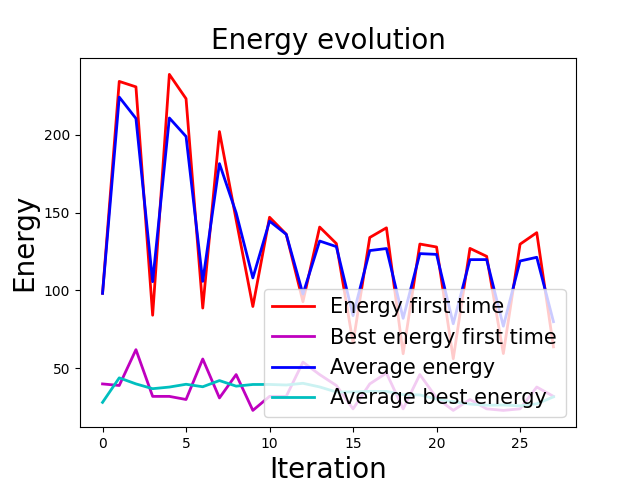 Energy evolution
Energy
200
150
100
50
Energy first time
Best energy first time
Average energy
Average best energy
0 5 10 15 20 25
Iteration